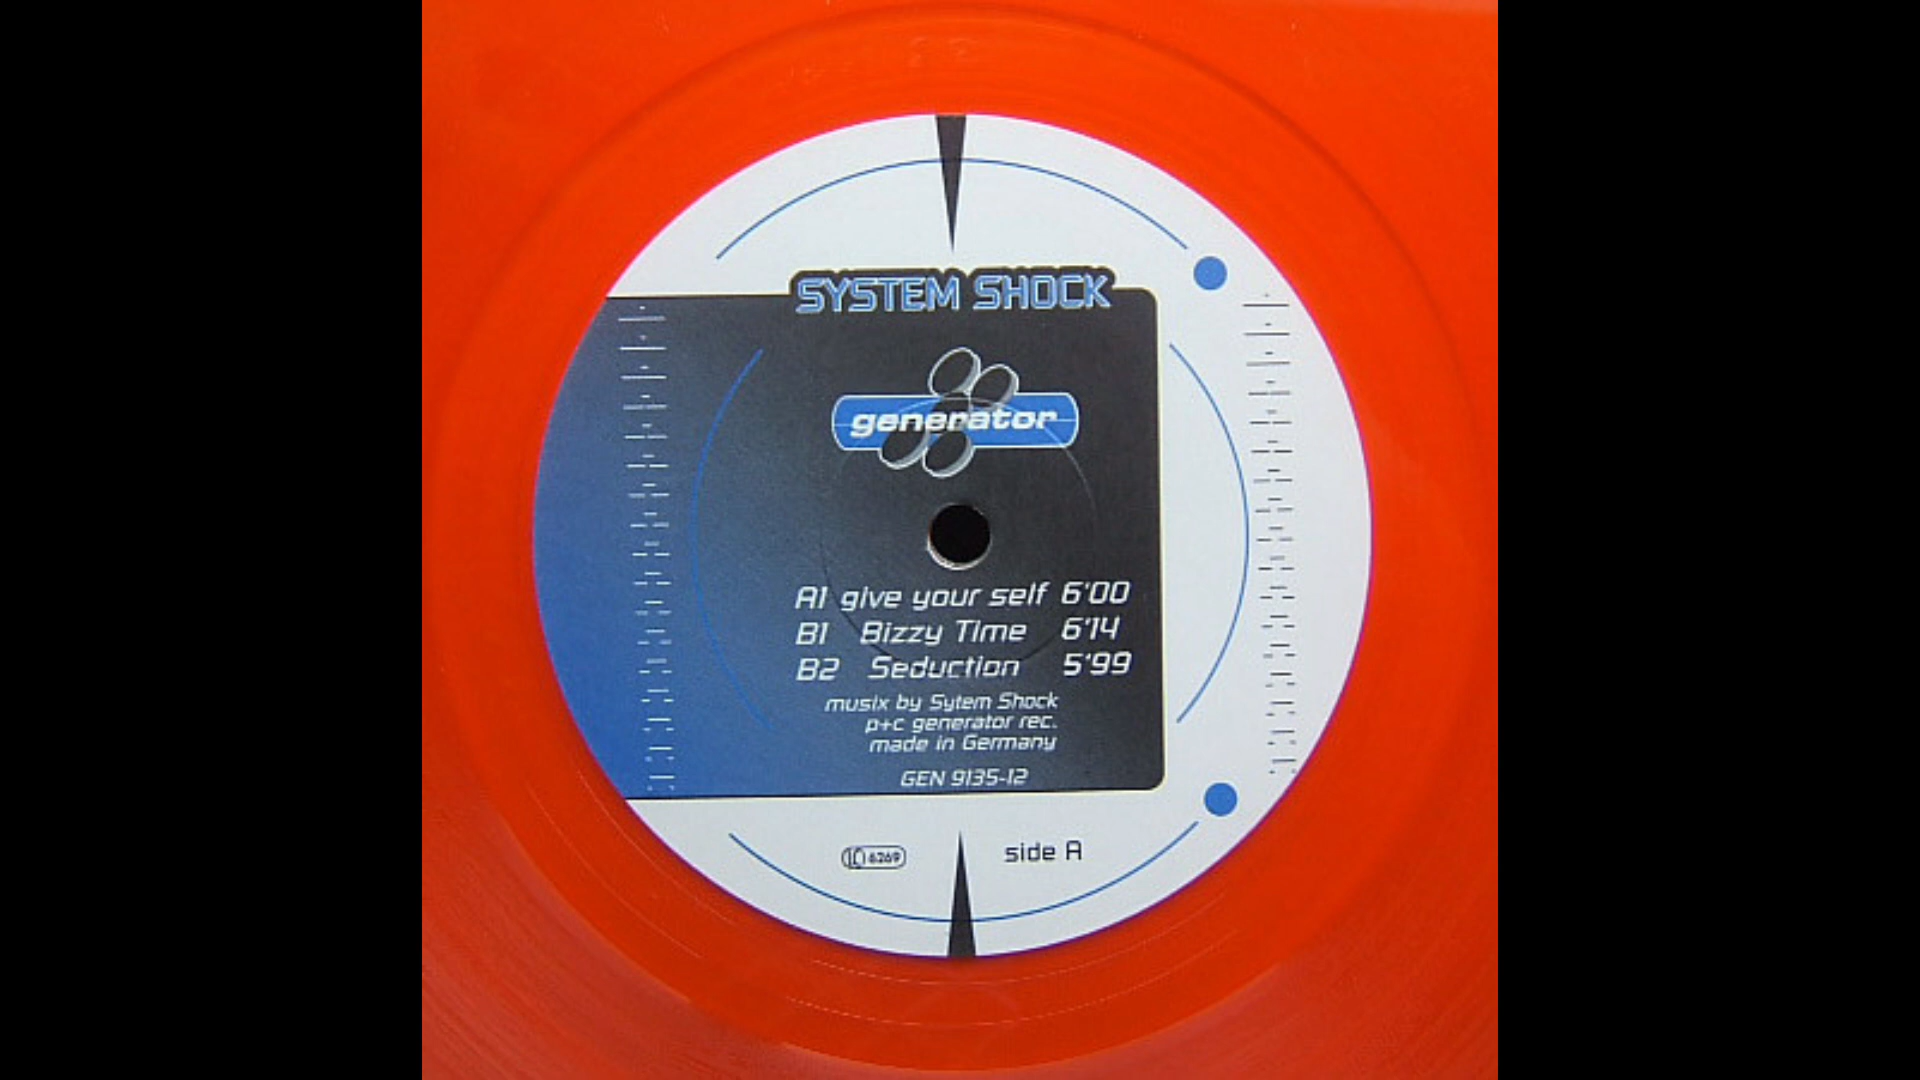 SYSTEM SHOCK
generator
A1 give your self 6'00
B1 Bizzy Time 6'14
B2 Seduction 5'99
musix by Sytem Shock
p+c generator rec.
made in Germany
GEN 9135-12
LC 6269
side A